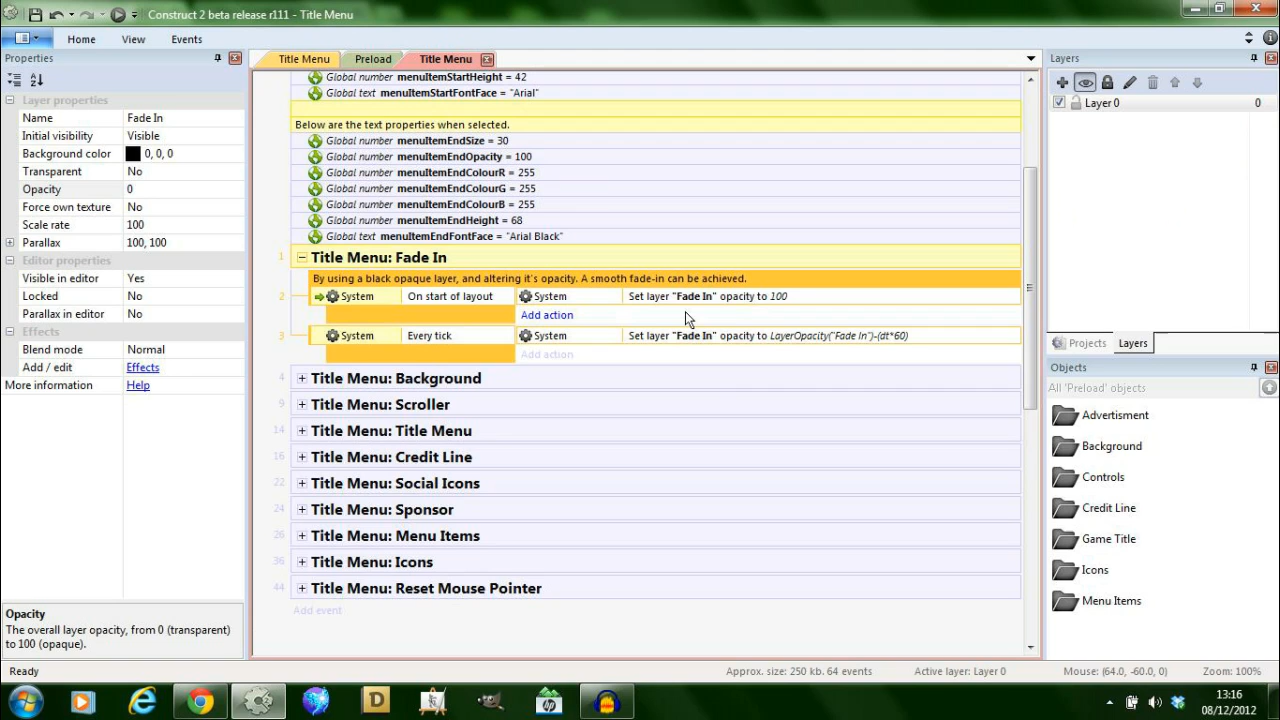 Construct 2 beta release r111 - Title Menu
Home View Events
Properties
Layer properties
Name Fade In
Initial visibility Visible
Background color 0, 0, 0
Transparent No
Opacity 0
Force own texture No
Scale rate 100
Parallax 100, 100
Editor properties
Visible in editor Yes
Locked No
Parallax in editor No
Effects
Blend mode Normal
Add / edit Effects
More information Help
Opacity
The overall layer opacity, from 0 (transparent)
to 100 (opaque).
Title Menu Preload Title Menu
Global number menuItemStartHeight = 42
Global text menuItemStartFontFace = "Arial"
Below are the text properties when selected.
Global number menuItemEndSize = 30
Global number menuItemEndOpacity = 100
Global number menuItemEndColourR = 255
Global number menuItemEndColourG = 255
Global number menuItemEndColourB = 255
Global number menuItemEndHeight = 68
Global text menuItemEndFontFace = "Arial Black"
1 Title Menu: Fade In
By using a black opaque layer, and altering it's opacity. A smooth fade-in can be achieved.
2 System On start of layout System Set layer "Fade In" opacity to 100
Add action
3 System Every tick System Set layer "Fade In" opacity to LayerOpacity("Fade In")-(dt*60)
Add action
4 Title Menu: Background
9 Title Menu: Scroller
14 Title Menu: Title Menu
16 Title Menu: Credit Line
22 Title Menu: Social Icons
24 Title Menu: Sponsor
26 Title Menu: Menu Items
36 Title Menu: Icons
44 Title Menu: Reset Mouse Pointer
Add event
Layers
Layer 0 0
Projects Layers
Objects
All 'Preload' objects
Advertisment
Background
Controls
Credit Line
Game Title
Icons
Menu Items
Ready Approx. size: 250 kb. 64 events Active layer: Layer 0 Mouse: (64.0, -60.0, 0) Zoom: 100%
13:16
08/12/2012